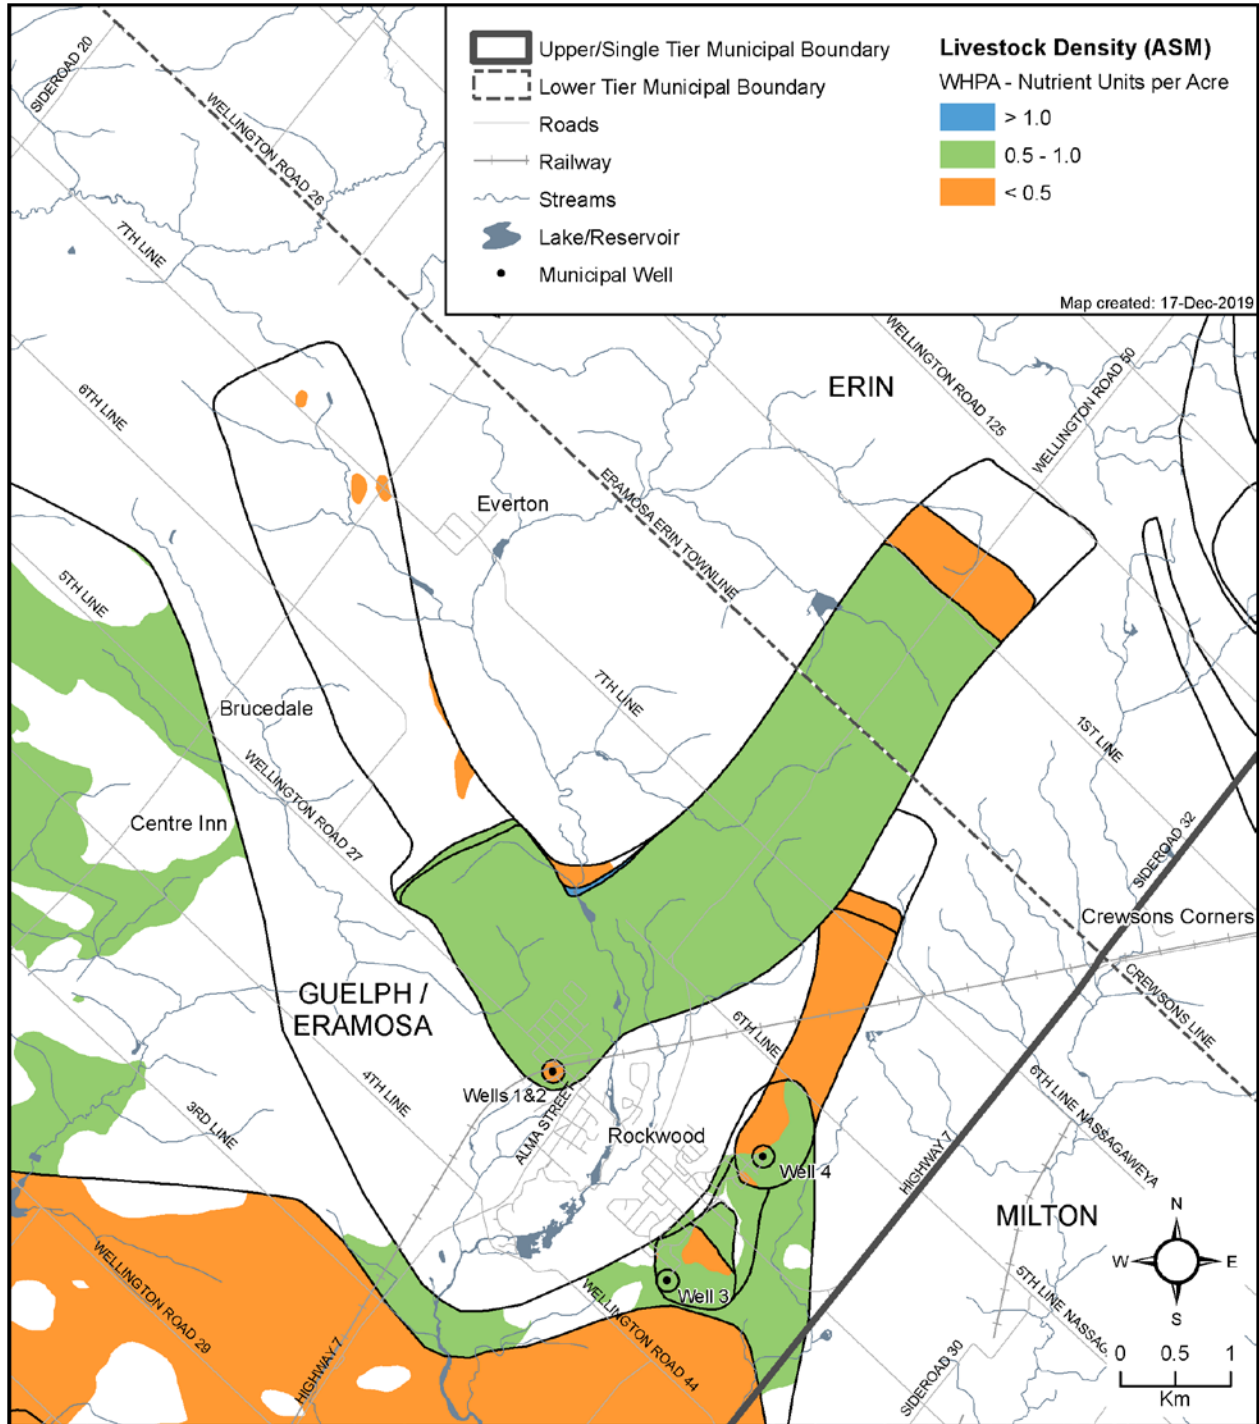 Upper/Single Tier Municipal Boundary
Lower Tier Municipal Boundary
Roads
Railway
Streams
Lake/Reservoir
Municipal Well
Livestock Density (ASM)
WHPA - Nutrient Units per Acre
> 1.0
0.5 - 1.0
< 0.5
Map created: 17-Dec-2019
SIDEROAD 20
WELLINGTON ROAD 26
7TH LINE
6TH LINE
ERIN
WELLINGTON ROAD 125
WELLINGTON ROAD 50
Everton
ERAMOSA ERIN TOWNLINE
5TH LINE
Brucedale
7TH LINE
1ST LINE
WELLINGTON ROAD 27
Centre Inn
SIDEROAD 32
Crewsons Corners
GUELPH /
ERAMOSA
CREWSONS LINE
6TH LINE
4TH LINE
Wells 1&2
3RD LINE
ALMA STREET
Rockwood
6TH LINE NASSAGAWEYA
Well 4
HIGHWAY 7
MILTON
N
W
E
S
WELLINGTON ROAD 29
Well 3
5TH LINE NASSAG
WELLINGTON ROAD 44
HIGHWAY 7
SIDEROAD 30
0 0.5 1
Km